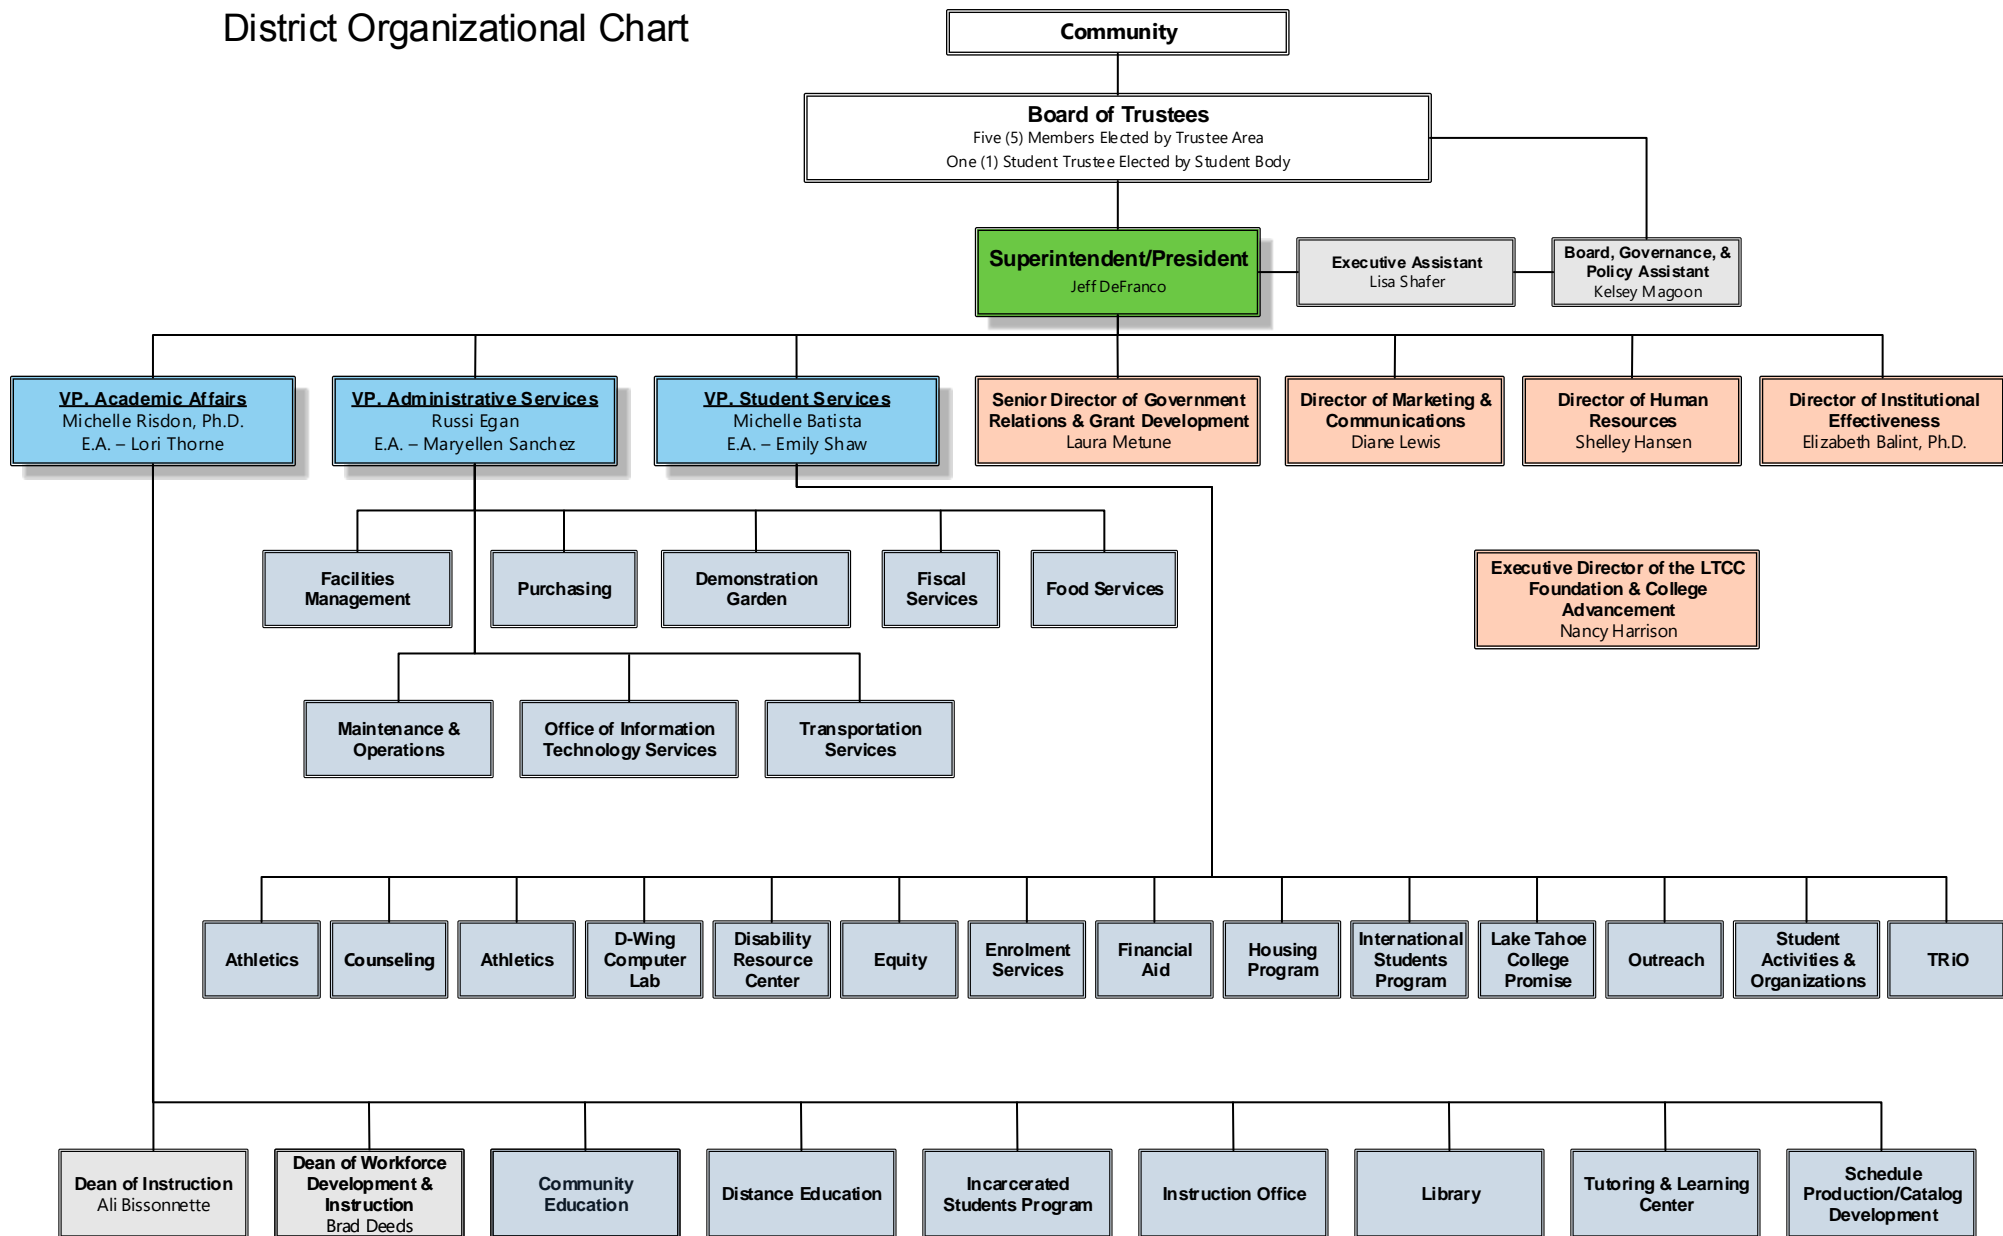 District Organizational Chart
Community
Board of Trustees
Five (5) Members Elected by Trustee Area
One (1) Student Trustee Elected by Student Body
Superintendent/President
Jeff DeFranco
Executive Assistant
Lisa Shafer
Board, Governance, &
Policy Assistant
Kelsey Magoon
VP, Academic Affairs
Michelle Risdon, Ph.D.
E.A. – Lori Thorne
VP, Administrative Services
Russi Egan
E.A. – Maryellen Sanchez
VP, Student Services
Michelle Batista
E.A. – Emily Shaw
Senior Director of Government
Relations & Grant Development
Laura Metune
Director of Marketing &
Communications
Diane Lewis
Director of Human
Resources
Shelley Hansen
Director of Institutional
Effectiveness
Elizabeth Balint, Ph.D.
Facilities
Management
Purchasing
Demonstration
Garden
Fiscal
Services
Food Services
Executive Director of the LTCC
Foundation & College
Advancement
Nancy Harrison
Maintenance &
Operations
Office of Information
Technology Services
Transportation
Services
Athletics
Counseling
Athletics
D-Wing
Computer
Lab
Disability
Resource
Center
Equity
Enrolment
Services
Financial
Aid
Housing
Program
International
Students
Program
Lake Tahoe
College
Promise
Outreach
Student
Activities &
Organizations
TRiO
Dean of Instruction
Ali Bissonnette
Dean of Workforce
Development &
Instruction
Brad Deeds
Community
Education
Distance Education
Incarcerated
Students Program
Instruction Office
Library
Tutoring & Learning
Center
Schedule
Production/Catalog
Development